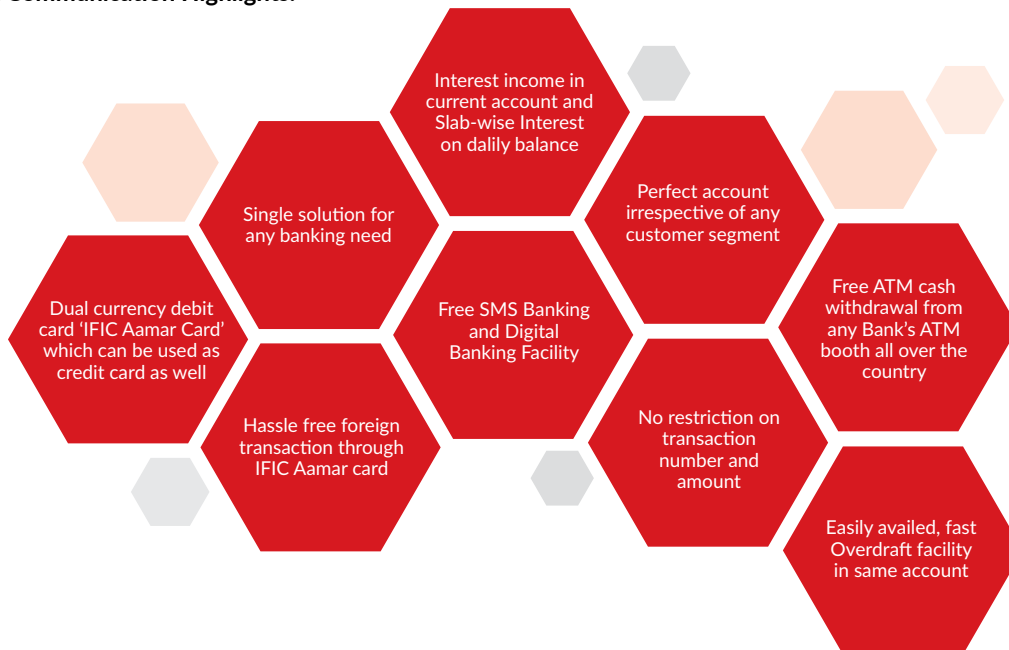 Communication Highlights:
Interest income in
current account and
Slab-wise Interest
on dalily balance
Single solution for
any banking need
Perfect account
irrespective of any
customer segment
Dual currency debit
card ‘IFIC Aamar Card’
which can be used as
credit card as well
Free SMS Banking
and Digital
Banking Facility
Free ATM cash
withdrawal from
any Bank’s ATM
booth all over the
country
Hassle free foreign
transaction through
IFIC Aamar card
No restriction on
transaction
number and
amount
Easily availed, fast
Overdraft facility
in same account